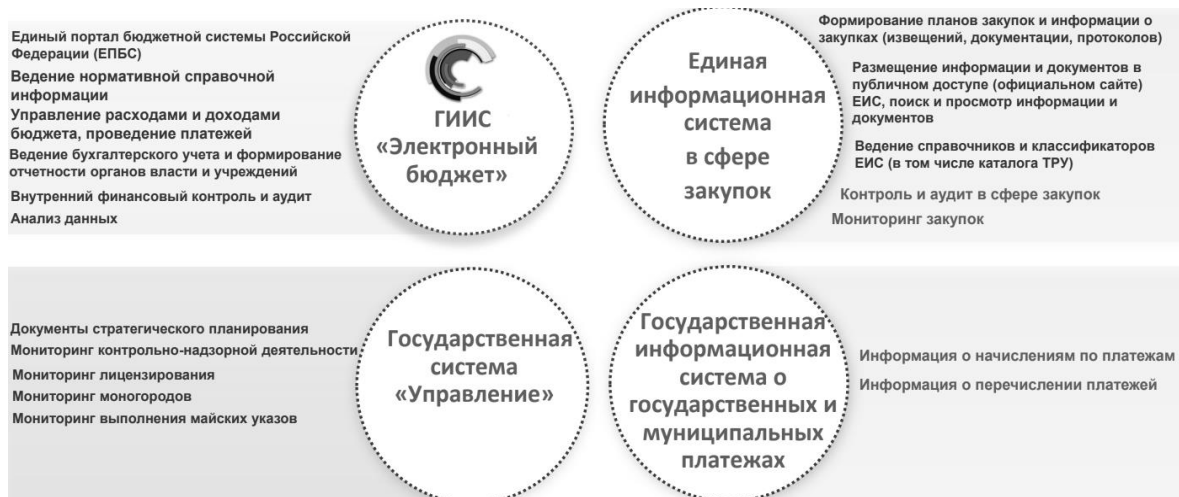 Единый портал бюджетной системы Российской
Федерации (ЕПБС)
Ведение нормативной справочной
информации
Управление расходами и доходами
бюджета, проведение платежей
Ведение бухгалтерского учета и формирование
отчетности органов власти и учреждений
Внутренний финансовый контроль и аудит
Анализ данных
ГИИС
«Электронный
бюджет»
Единая
информационная
система
в сфере
закупок
Формирование планов закупок и информации о
закупках (извещений, документации, протоколов)
Размещение информации и документов в
публичном доступе (официальном сайте)
ЕИС, поиск и просмотр информации и
документов
Ведение справочников и классификаторов
ЕИС (в том числе каталога ТРУ)
Контроль и аудит в сфере закупок
Мониторинг закупок
Документы стратегического планирования
Мониторинг контрольно-надзорной деятельности
Мониторинг лицензирования
Мониторинг моногородов
Мониторинг выполнения майских указов
Государственная
система
«Управление»
Государственная
информационная
система о
государственных и
муниципальных
платежах
Информация о начислениям по платежам
Информация о перечислении платежей